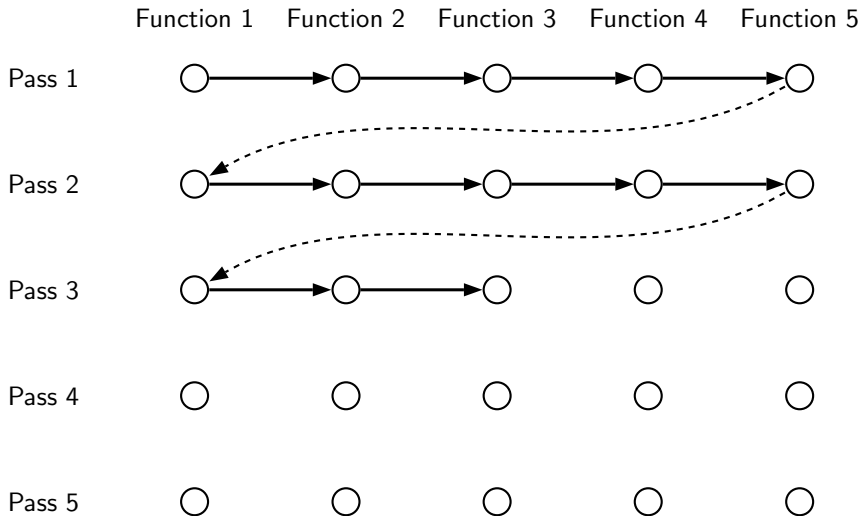 Function 1 Function 2 Function 3 Function 4 Function 5
Pass 1
Pass 2
Pass 3
Pass 4
Pass 5